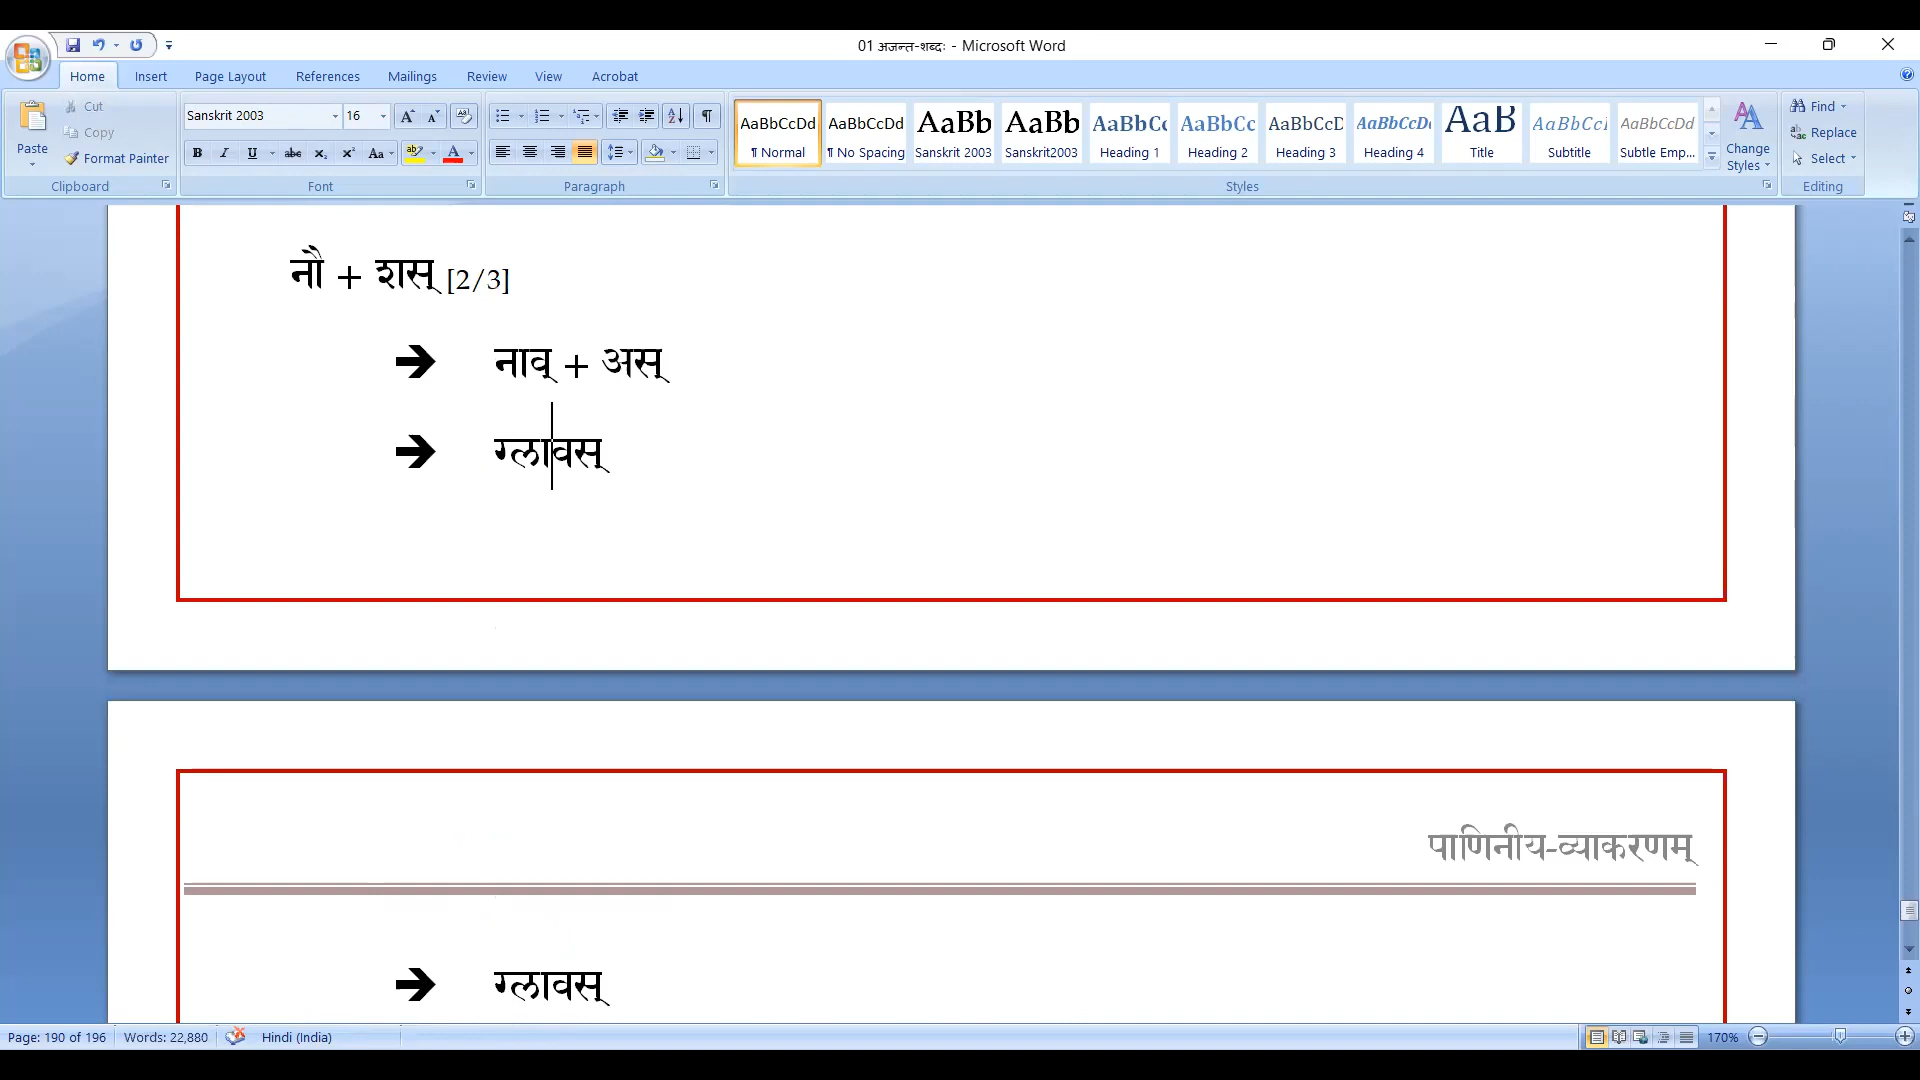 01 अजन्त-शब्दः - Microsoft Word
Home Insert Page Layout References Mailings Review View Acrobat
Paste
Cut
Copy
Format Painter
Clipboard
Sanskrit 2003 16
Font
Paragraph
AaBbCcDd AaBbCcDd AaBb AaBb AaBbCc AaBbCc AaBbCcD AaBbCcDd AaB AaBbCcI AaBbCcDd
¶ Normal ¶ No Spacing Sanskrit 2003 Sanskrit2003 Heading 1 Heading 2 Heading 3 Heading 4 Title Subtitle Subtle Emp...
Change Styles
Styles
Find
Replace
Select
Editing
नौ + शस् [2/3]
➔ नाव् + अस्
➔ ग्लावस्
पाणिनीय-व्याकरणम्
➔ ग्लावस्
Page: 190 of 196 Words: 22,880 Hindi (India) 170%